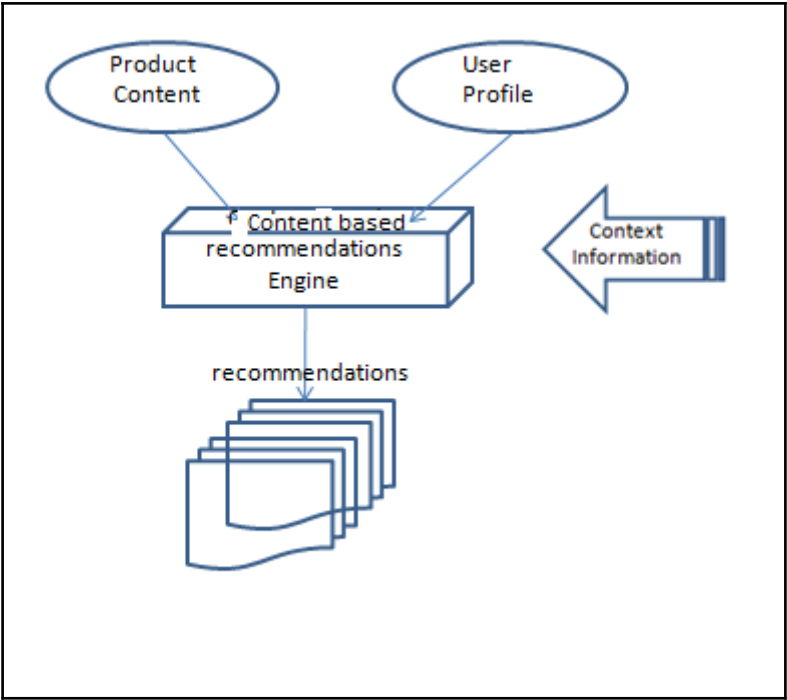 Product
Content
User
Profile
Content based
recommendations
Engine
Context
Information
recommendations